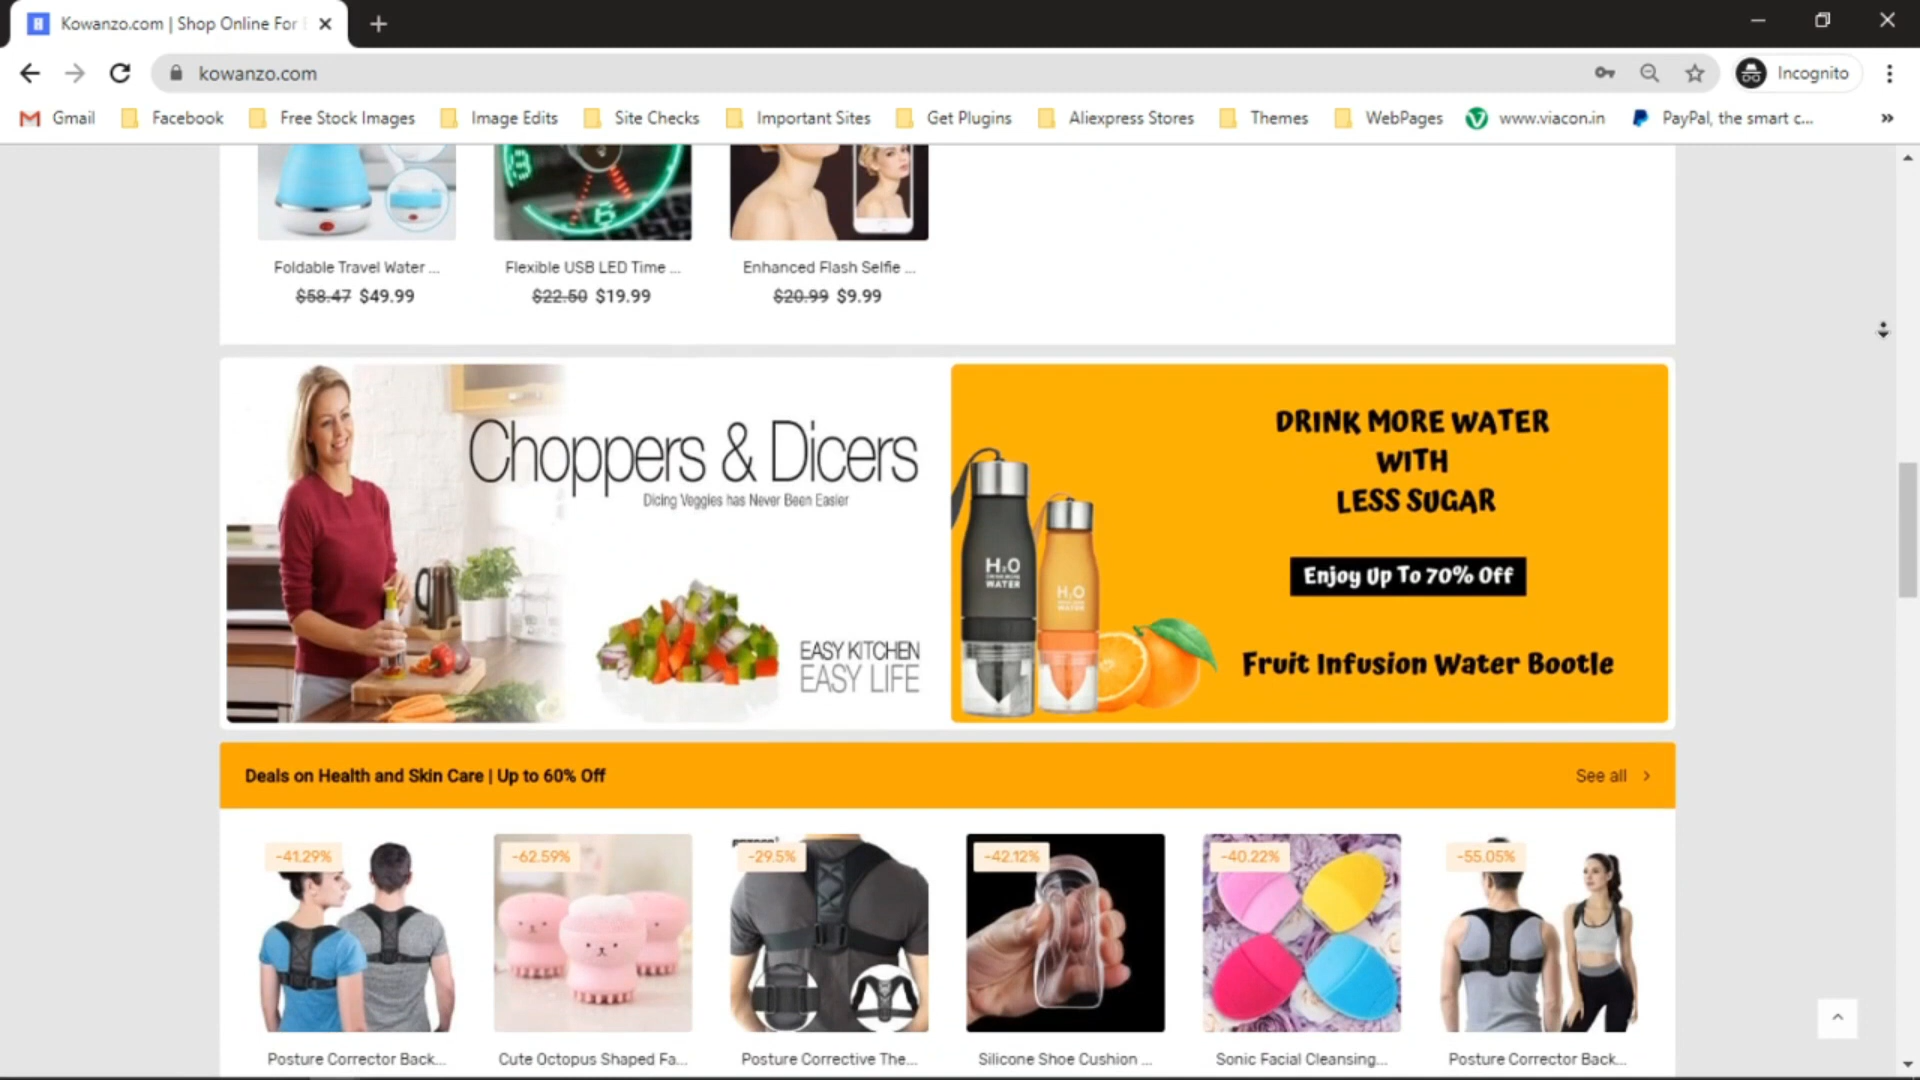 Kowanzo.com | Shop Online For
kowanzo.com
Incognito
Gmail
Facebook
Free Stock Images
Image Edits
Site Checks
Important Sites
Get Plugins
Aliexpress Stores
Themes
WebPages
www.viacon.in
PayPal, the smart c...
»
Foldable Travel Water ...
Flexible USB LED Time ...
Enhanced Flash Selfie ...
$58.47 $49.99
$22.50 $19.99
$20.99 $9.99
Choppers & Dicers
Dicing Veggies has Never Been Easier
EASY KITCHEN
EASY LIFE
DRINK MORE WATER
WITH
LESS SUGAR
Enjoy Up To 70% Off
Fruit Infusion Water Bootle
H2O
DRINK MORE
WATER
H2O
Deals on Health and Skin Care | Up to 60% Off
See all
-41.29%
-62.59%
-29.5%
-42.12%
-40.22%
-55.05%
Posture Corrector Back...
Cute Octopus Shaped Fa...
Posture Corrective The...
Silicone Shoe Cushion ...
Sonic Facial Cleansing...
Posture Corrector Back...